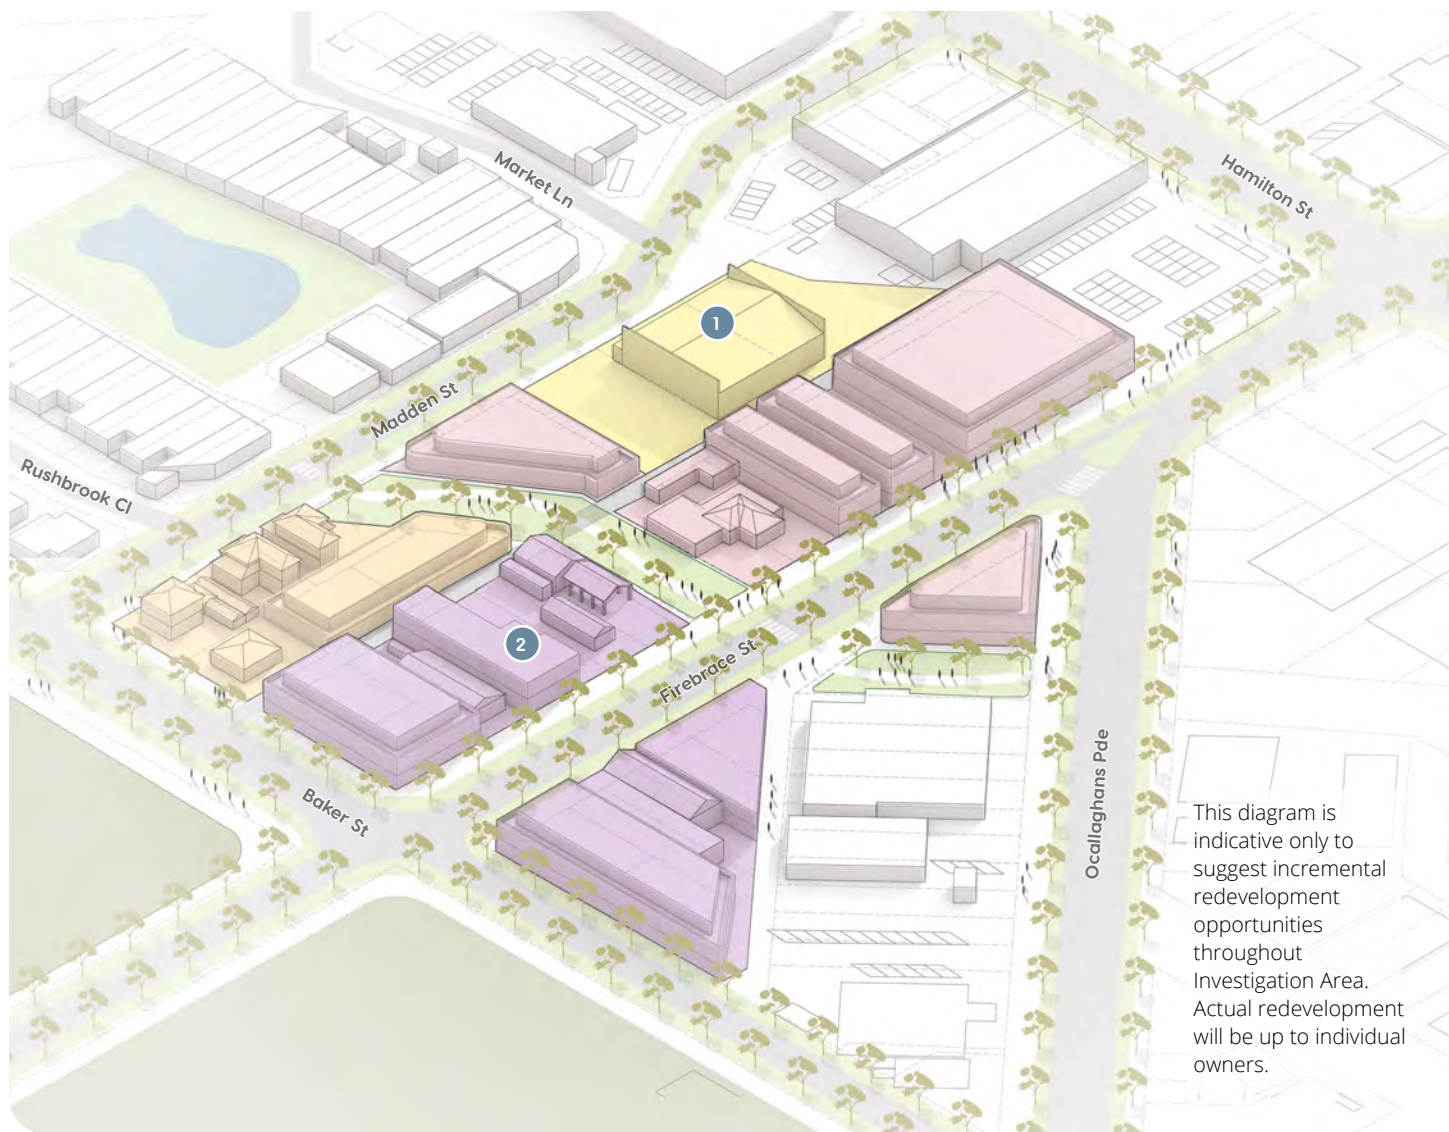 Market Ln
Hamilton St
1
Madden St
Rushbrook Cl
2
Firebrace St
Baker St
Ocallaghans Pde
This diagram is
indicative only to
suggest incremental
redevelopment
opportunities
throughout
Investigation Area.
Actual redevelopment
will be up to individual
owners.